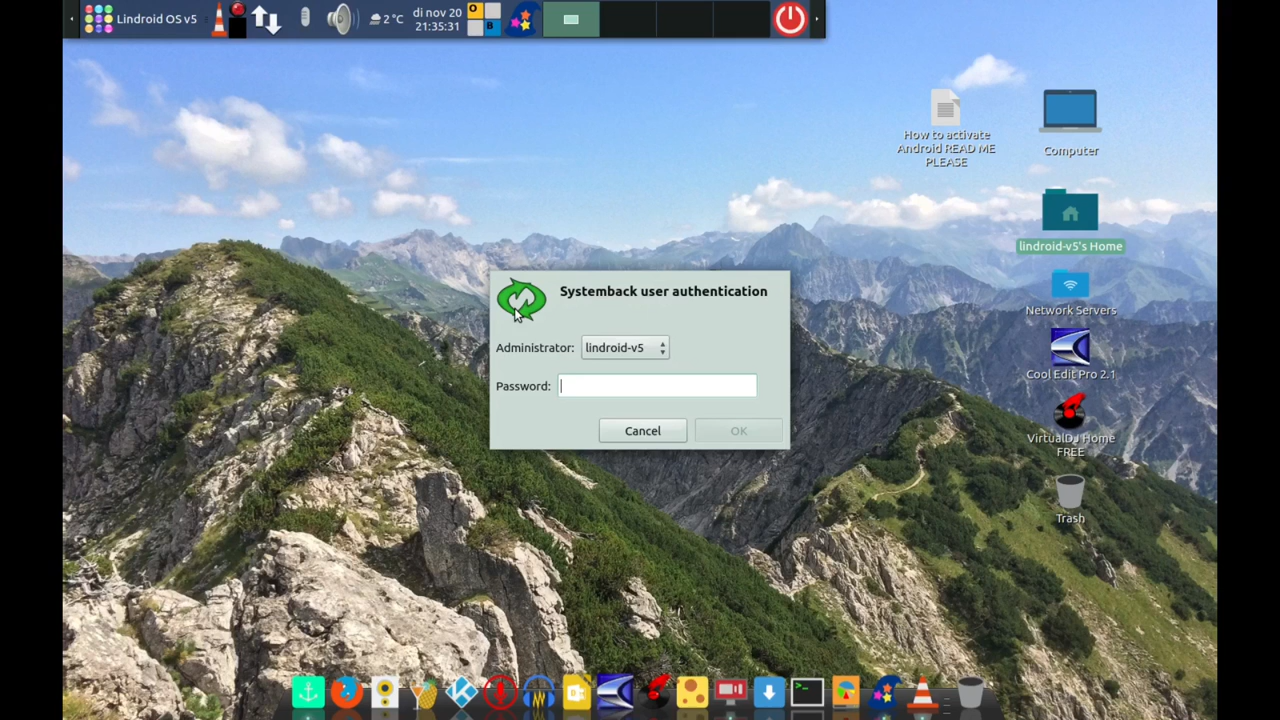 Lindroid OS v5
2 °C
di nov 20
21:35:31
O
B
How to activate
Android READ ME
PLEASE
Computer
lindroid-v5's Home
Network Servers
Cool Edit Pro 2.1
VirtualDJ Home
FREE
Trash
Systemback user authentication
Administrator: lindroid-v5
Password:
Cancel OK